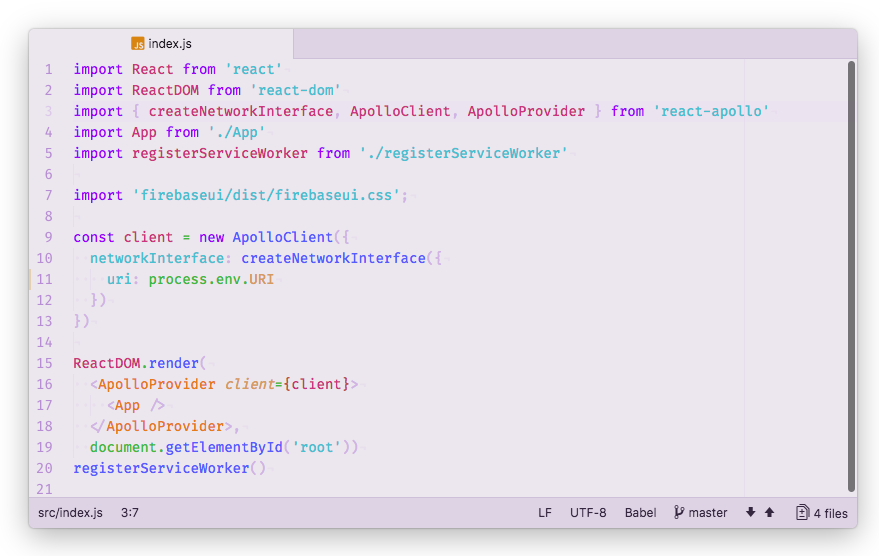 JS index.js
1 import React from 'react'
2 import ReactDOM from 'react-dom'
3 import { createNetworkInterface, ApolloClient, ApolloProvider } from 'react-apollo'
4 import App from './App'
5 import registerServiceWorker from './registerServiceWorker'
6
7 import 'firebaseui/dist/firebaseui.css';
8
9 const client = new ApolloClient({
10   networkInterface: createNetworkInterface({
11     uri: process.env.URI
12   })
13 })
14
15 ReactDOM.render(
16   <ApolloProvider client={client}>
17     <App />
18   </ApolloProvider>,
19   document.getElementById('root'))
20 registerServiceWorker()
21
src/index.js 3:7 LF UTF-8 Babel master 4 files